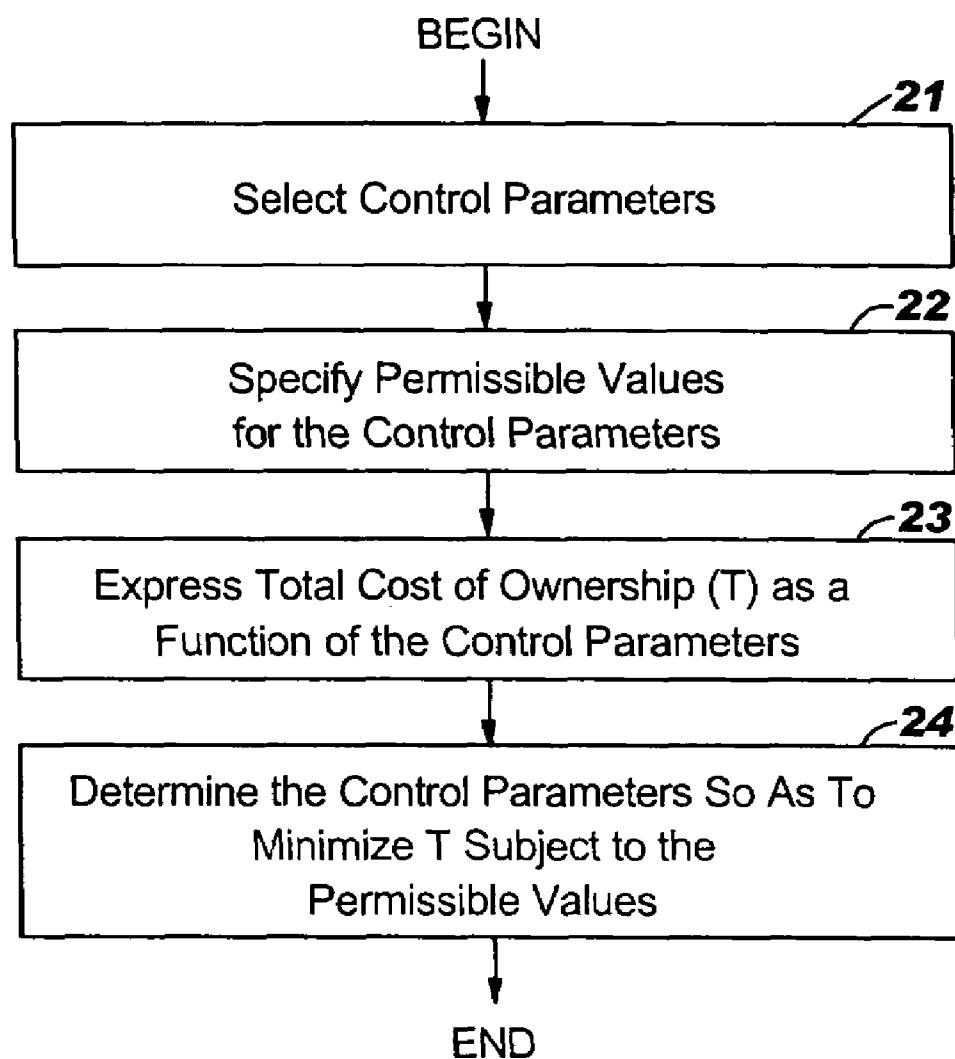 BEGIN
21
Select Control Parameters
22
Specify Permissible Values
for the Control Parameters
23
Express Total Cost of Ownership (T) as a
Function of the Control Parameters
24
Determine the Control Parameters So As To
Minimize T Subject to the
Permissible Values
END